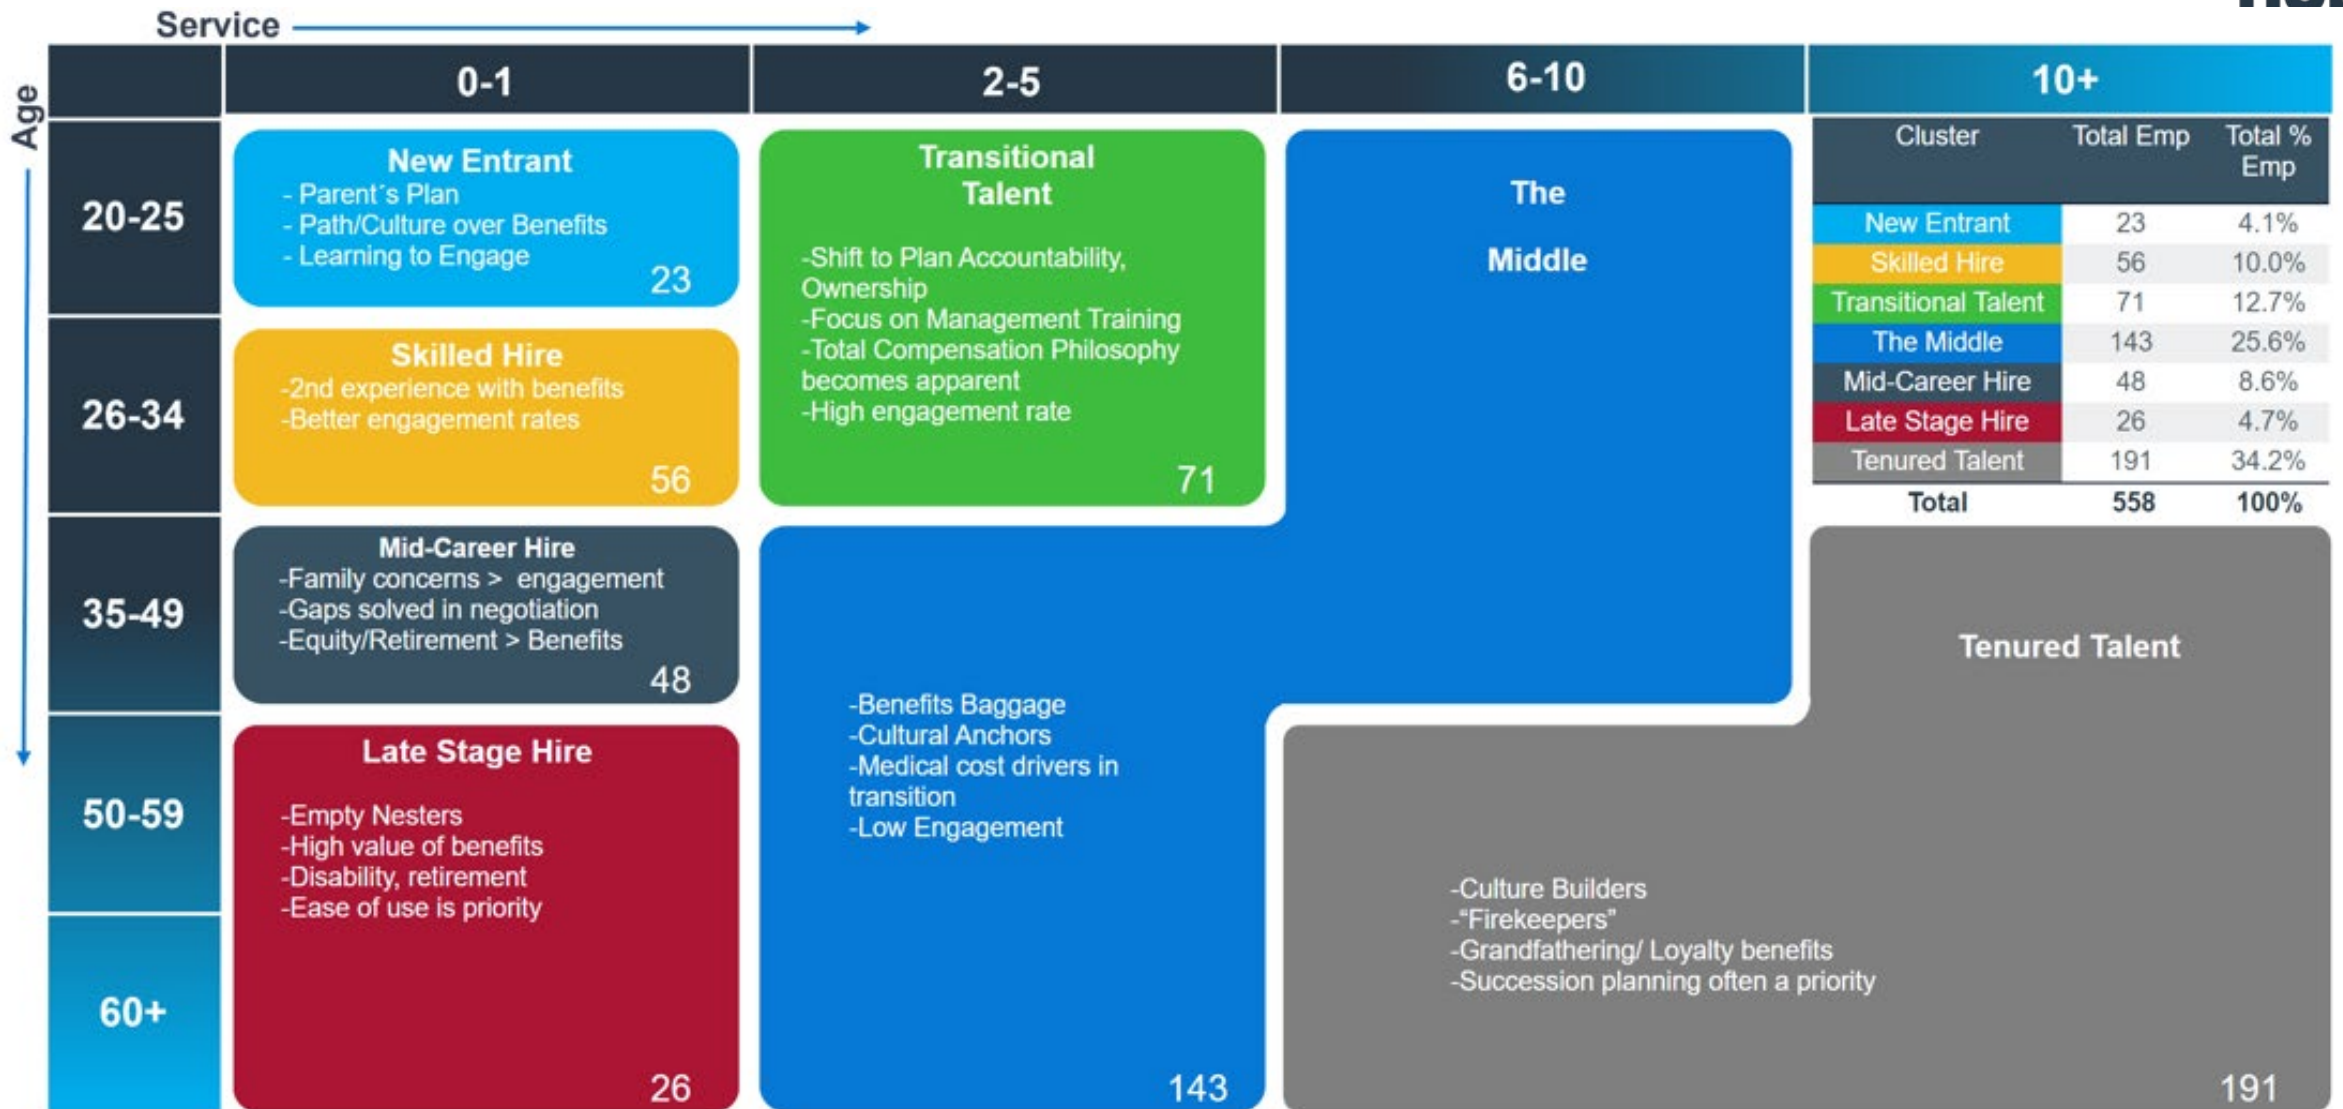 Service
Age
0-1
2-5
6-10
10+
20-25
26-34
35-49
50-59
60+
New Entrant
- Parent´s Plan
- Path/Culture over Benefits
- Learning to Engage
23
Transitional
Talent
-Shift to Plan Accountability,
Ownership
-Focus on Management Training
-Total Compensation Philosophy
becomes apparent
-High engagement rate
71
The
Middle
Cluster Total Emp Total %
Emp
New Entrant 23 4.1%
Skilled Hire 56 10.0%
Transitional Talent 71 12.7%
The Middle 143 25.6%
Mid-Career Hire 48 8.6%
Late Stage Hire 26 4.7%
Tenured Talent 191 34.2%
Total 558 100%
Skilled Hire
-2nd experience with benefits
-Better engagement rates
56
Mid-Career Hire
-Family concerns > engagement
-Gaps solved in negotiation
-Equity/Retirement > Benefits
48
-Benefits Baggage
-Cultural Anchors
-Medical cost drivers in
transition
-Low Engagement
143
Tenured Talent
-Culture Builders
-“Firekeepers”
-Grandfathering/ Loyalty benefits
-Succession planning often a priority
191
Late Stage Hire
-Empty Nesters
-High value of benefits
-Disability, retirement
-Ease of use is priority
26